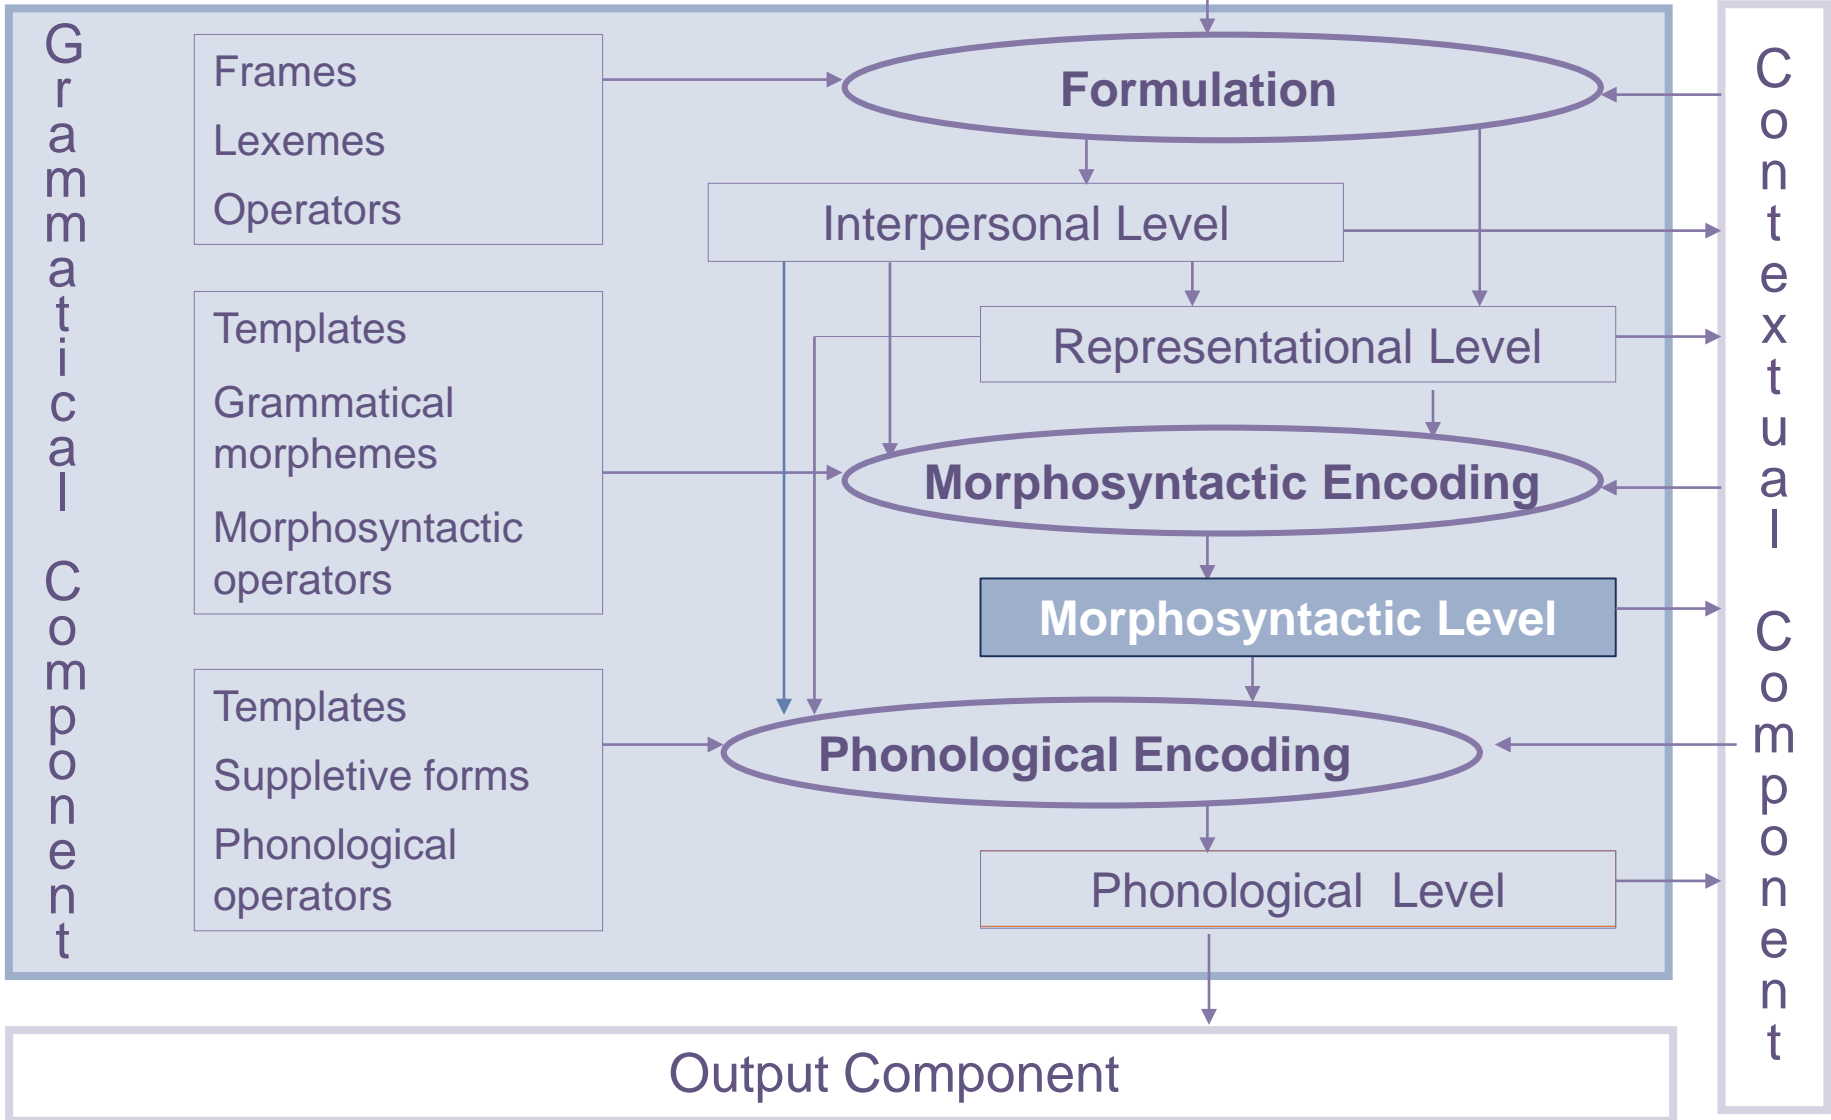 Grammatical Component
Frames
Lexemes
Operators
Templates
Grammatical
morphemes
Morphosyntactic
operators
Templates
Suppletive forms
Phonological
operators
Formulation
Interpersonal Level
Representational Level
Morphosyntactic Encoding
Morphosyntactic Level
Phonological Encoding
Phonological Level
Contextual Component
Output Component